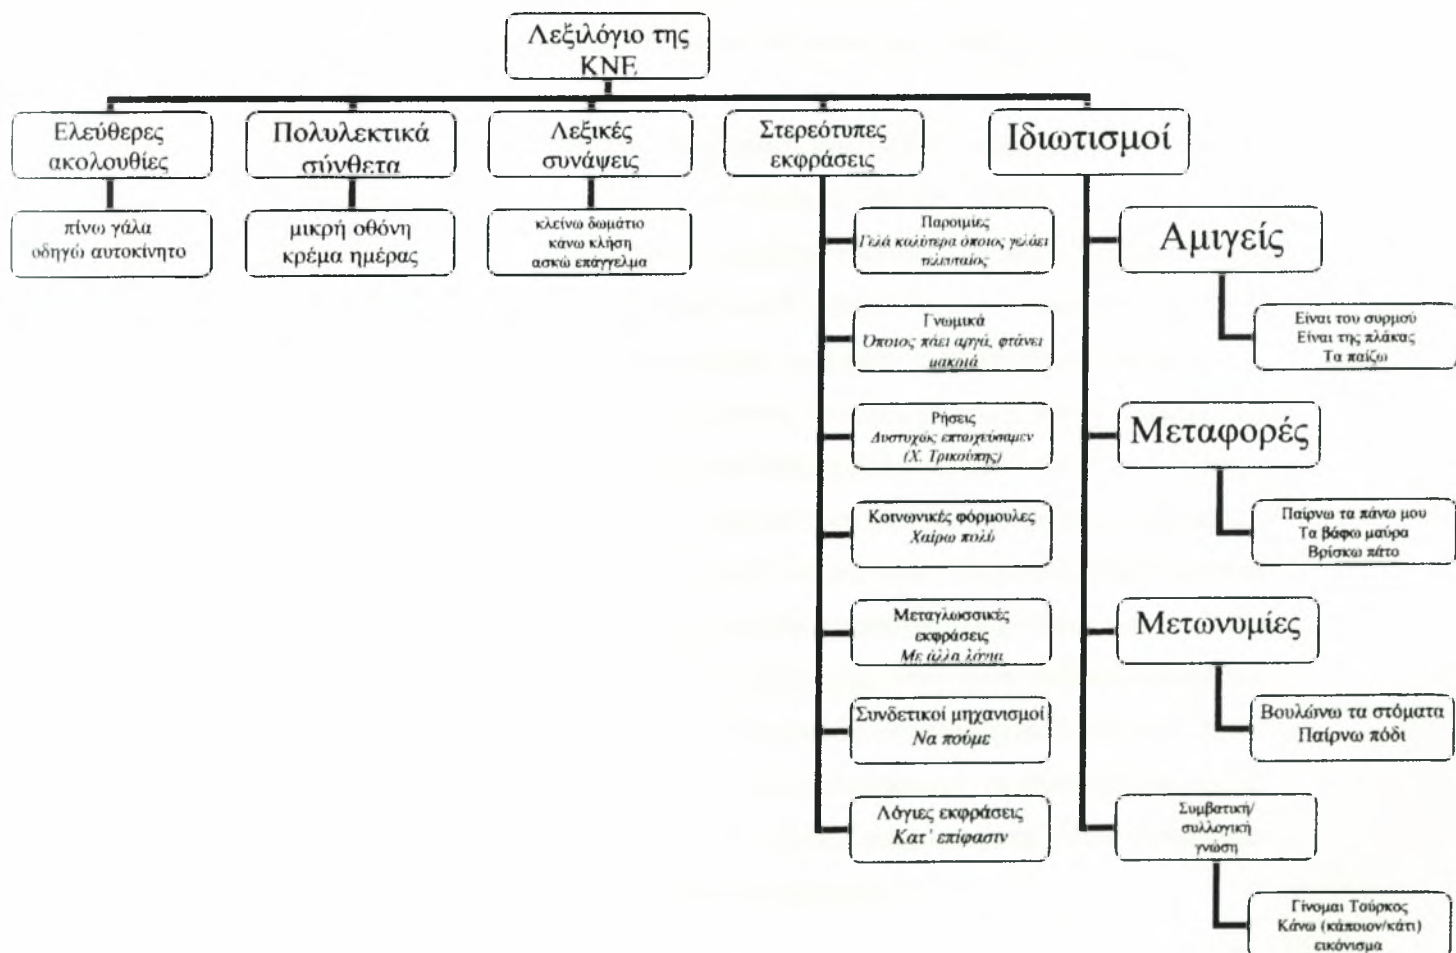 Λεξιλόγιο της
ΚΝΕ
Ελεύθερες
ακολουθίες
πίνω γάλα
οδηγώ αυτοκίνητο
Πολυλεκτικά
σύνθετα
μικρή οθόνη
κρέμα ημέρας
Λεξικές
συνάψεις
κλείνω δωμάτιο
κάνω κλήση
ασκώ επάγγελμα
Στερεότυπες
εκφράσεις
Παροιμίες
Γελά καλύτερα όποιος γελάει
τελευταίος
Γνωμικά
Όποιος πάει αργά, φτάνει
μακριά
Ρήσεις
Δυστυχώς επτωχεύσαμεν
(Χ. Τρικούπης)
Κοινωνικές φόρμουλες
Χαίρω πολύ
Μεταγλωσσικές
εκφράσεις
Με άλλα λόγια
Συνδετικοί μηχανισμοί
Να πούμε
Λόγιες εκφράσεις
Κατ' επίφασιν
Ιδιωτισμοί
Αμιγείς
Είναι του συρμού
Είναι της πλάκας
Τα παίζω
Μεταφορές
Παίρνω τα πάνω μου
Τα βάφω μαύρα
Βρίσκω πάτο
Μετωνυμίες
Βουλώνω τα στόματα
Παίρνω πόδι
Συμβατική/
συλλογική
γνώση
Γίνομαι Τούρκος
Κάνω (κάποιον/κάτι)
εικόνισμα